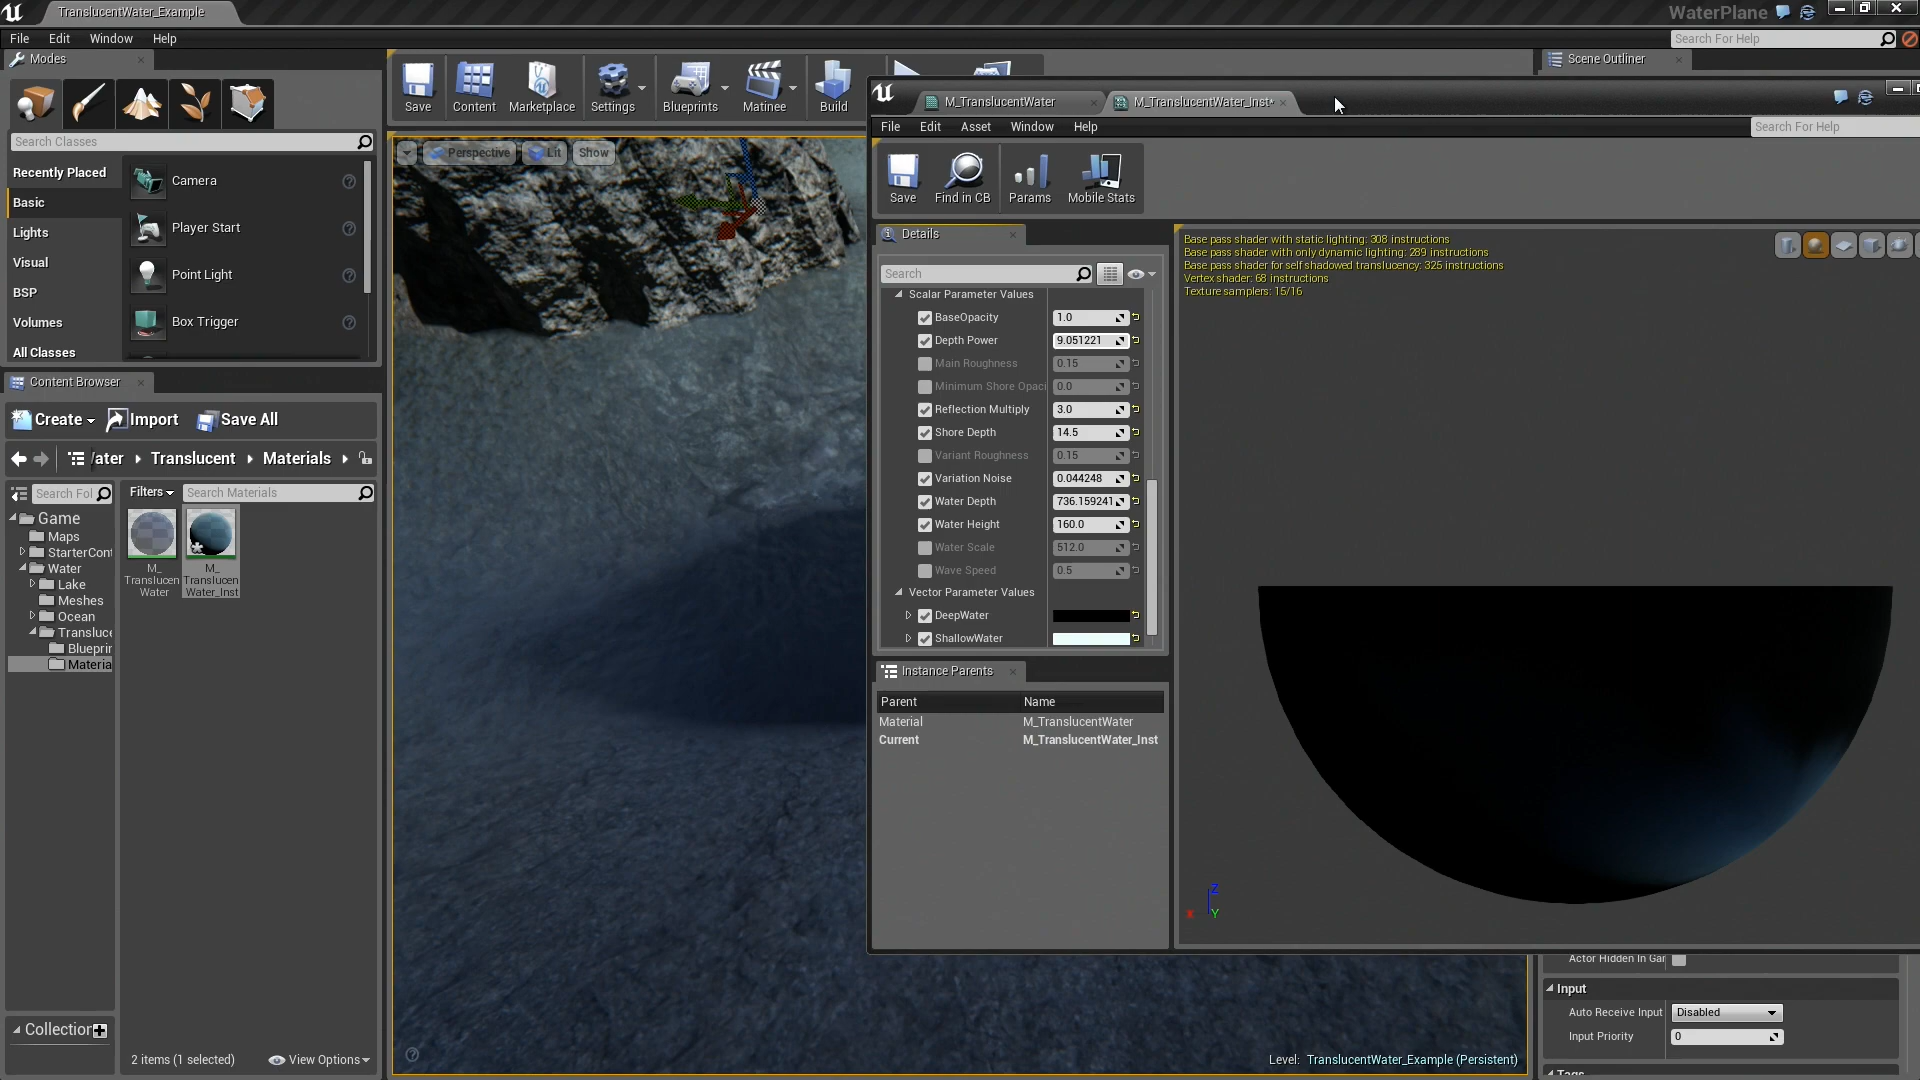 TranslucentWater_Example
WaterPlane
File Edit Window Help
Search For Help
Modes
Search Classes
Recently Placed
Basic
Lights
Visual
BSP
Volumes
All Classes
Camera
Player Start
Point Light
Box Trigger
Save
Content
Marketplace
Settings
Blueprints
Matinee
Build
Scene Outliner
Perspective
Lit
Show
Content Browser
Create Import Save All
/ater Translucent Materials
Search Fol
Filters
Search Materials
Game
Maps
StarterCont
Water
Lake
Meshes
Ocean
Transluce
Blueprin
Materia
M_
Translucen
Water
M_
Translucen
Water_Inst
Collection
2 items (1 selected)
View Options
M_TranslucentWater
M_TranslucentWater_Inst*
File Edit Asset Window Help
Search For Help
Save
Find in CB
Params
Mobile Stats
Details
Search
Scalar Parameter Values
BaseOpacity 1.0
Depth Power 9.051221
Main Roughness 0.15
Minimum Shore Opaci 0.0
Reflection Multiply 3.0
Shore Depth 14.5
Variant Roughness 0.15
Variation Noise 0.044248
Water Depth 736.159241
Water Height 160.0
Water Scale 512.0
Wave Speed 0.5
Vector Parameter Values
DeepWater
ShallowWater
Instance Parents
Parent Name
Material M_TranslucentWater
Current M_TranslucentWater_Inst
Base pass shader with static lighting: 308 instructions
Base pass shader with only dynamic lighting: 289 instructions
Base pass shader for self shadowed translucency: 325 instructions
Vertex shader: 68 instructions
Texture samplers: 15/16
Z
X
Y
Level: TranslucentWater_Example (Persistent)
Actor Hidden In Gar
Input
Auto Receive Input Disabled
Input Priority 0
Tags